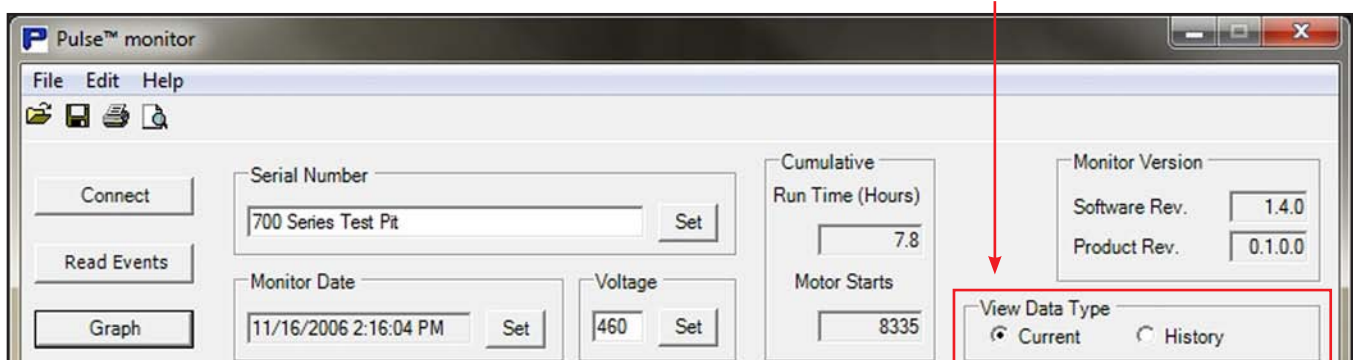 Pulse™ monitor
File Edit Help
Connect
Read Events
Graph
Serial Number
700 Series Test Pit Set
Monitor Date
11/16/2006 2:16:04 PM Set
Voltage
460 Set
Cumulative
Run Time (Hours)
7.8
Motor Starts
8335
Monitor Version
Software Rev. 1.4.0
Product Rev. 0.1.0.0
View Data Type
Current History